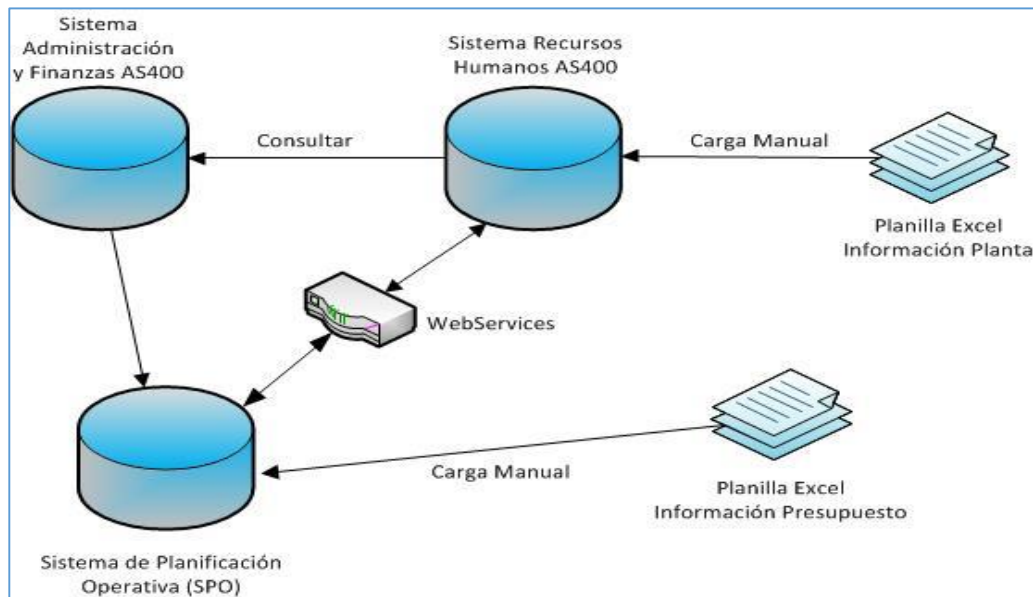 Sistema
Administración
y Finanzas AS400
Sistema Recursos
Humanos AS400
Consultar
Carga Manual
Planilla Excel
Información Planta
WebServices
Carga Manual
Planilla Excel
Información Presupuesto
Sistema de Planificación
Operativa (SPO)